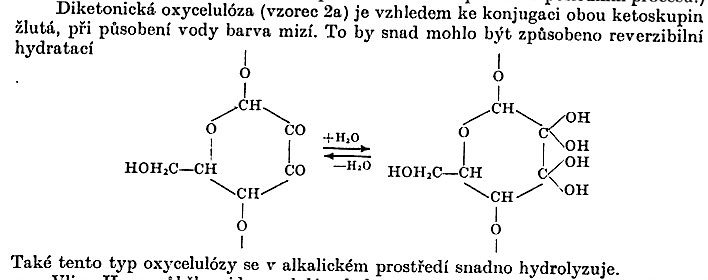 Diketonická oxycelulóza (vzorec 2a) je vzhledem ke konjugaci obou ketoskupin
žlutá, při působení vody barva mizí. To by snad mohlo být způsobeno reverzibilní
hydratací
O O
CH CH
O CO O C OH
OH
+H₂O
—H₂O
HOH₂C—CH CO HOH₂C—CH C OH
OH
CH CH
O O
Také tento typ oxycelulózy se v alkalickém prostředí snadno hydrolyzuje.